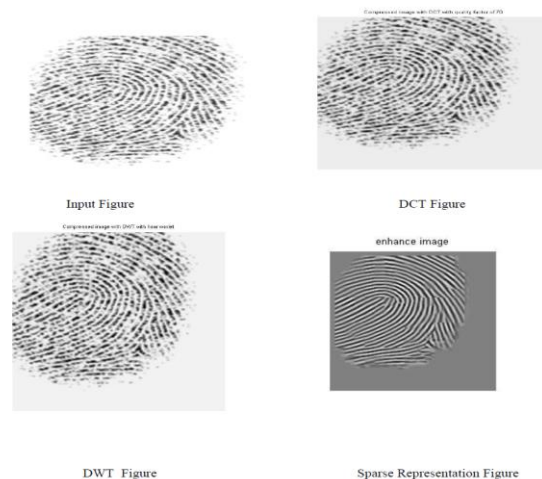 Compressed image with DCT with quality factor of 70
Input Figure
DCT Figure
Compressed image with DWT with haar model
enhance image
DWT Figure
Sparse Representation Figure